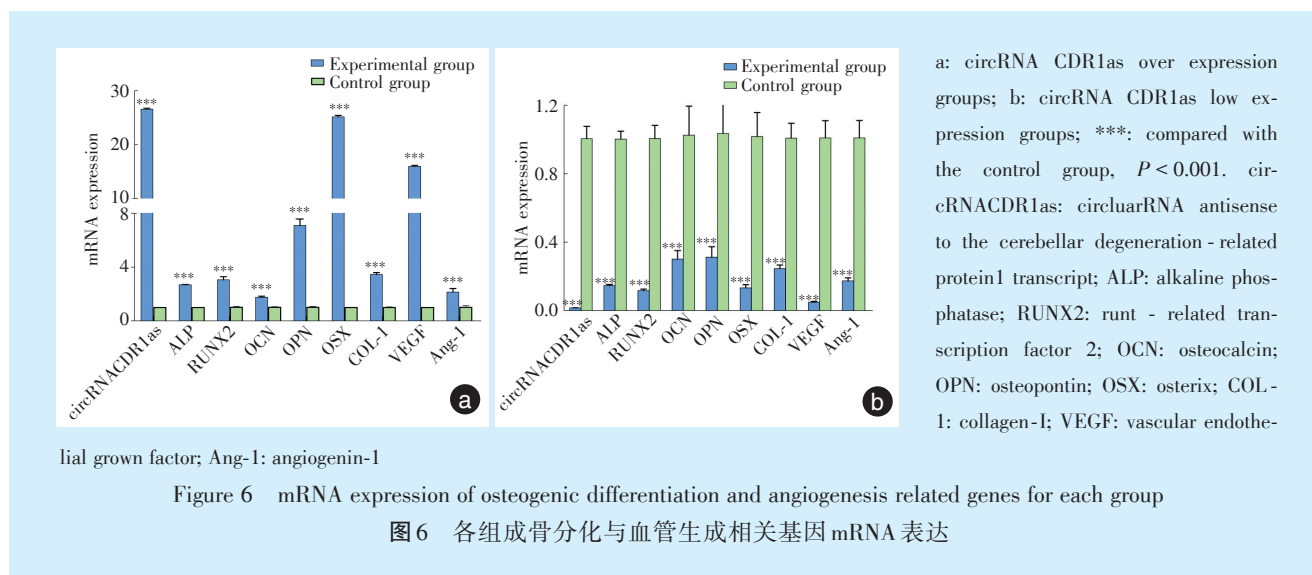 Experimental group
Control group
***
***
***
***
***
***
***
***
***
30
20
10
8
4
0
mRNA expression
circRNACDR1as
ALP
RUNX2
OCN
OPN
OSX
COL-1
VEGF
Ang-1
a
Experimental group
Control group
1.2
0.8
0.4
0.0
mRNA expression
***
***
***
***
***
***
***
***
***
circRNACDR1as
ALP
RUNX2
OCN
OPN
OSX
COL-1
VEGF
Ang-1
b
a: circRNA CDR1as over expression
groups; b: circRNA CDR1as low ex-
pression groups; ***: compared with
the control group, P < 0.001. cir-
cRNACDR1as: circluarRNA antisense
to the cerebellar degeneration - related
protein1 transcript; ALP: alkaline phos-
phatase; RUNX2: runt - related tran-
scription factor 2; OCN: osteocalcin;
OPN: osteopontin; OSX: osterix; COL-
1: collagen-I; VEGF: vascular endothe-
lial grown factor; Ang-1: angiogenin-1
Figure 6 mRNA expression of osteogenic differentiation and angiogenesis related genes for each group
图6 各组成骨分化与血管生成相关基因 mRNA 表达